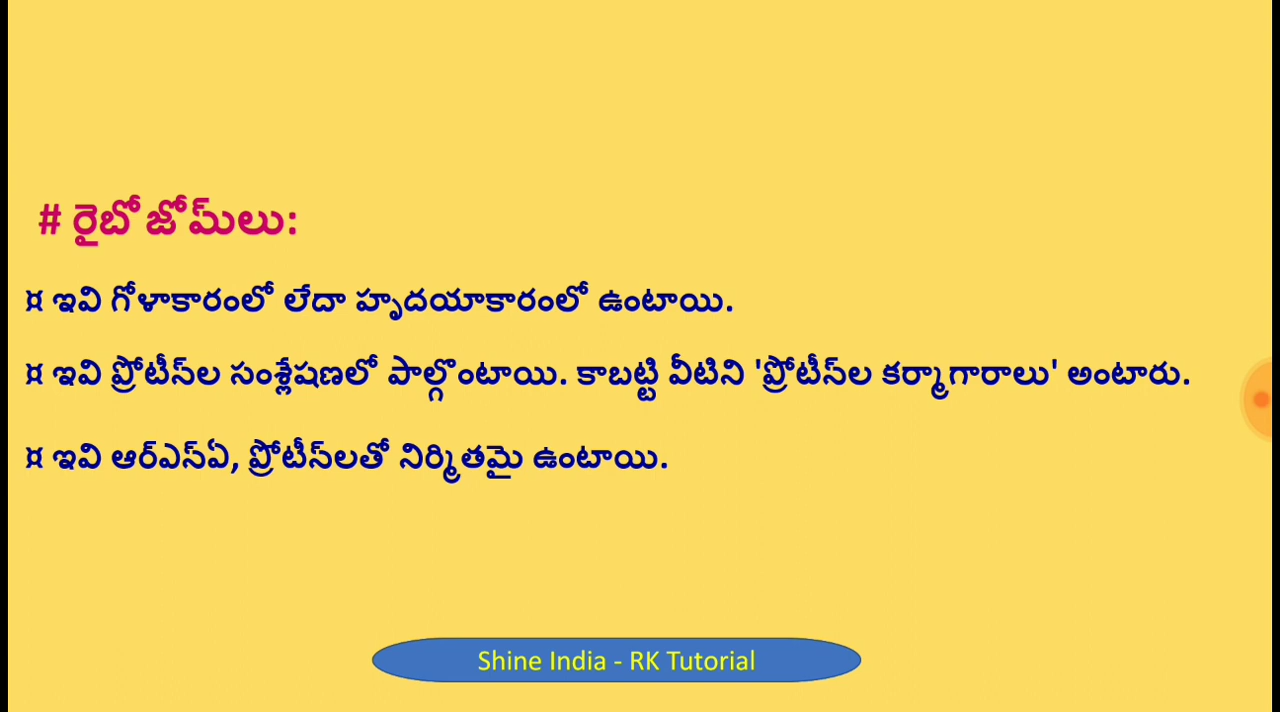 # రైబోజోమ్‌లు:
¤ ఇవి గోళాకారంలో లేదా హృదయాకారంలో ఉంటాయి.
¤ ఇవి ప్రోటీన్‌ల సంశ్లేషణలో పాల్గొంటాయి. కాబట్టి వీటిని 'ప్రోటీన్‌ల కర్మాగారాలు' అంటారు.
¤ ఇవి ఆర్ఎన్ఏ, ప్రోటీన్‌లతో నిర్మితమై ఉంటాయి.
Shine India - RK Tutorial